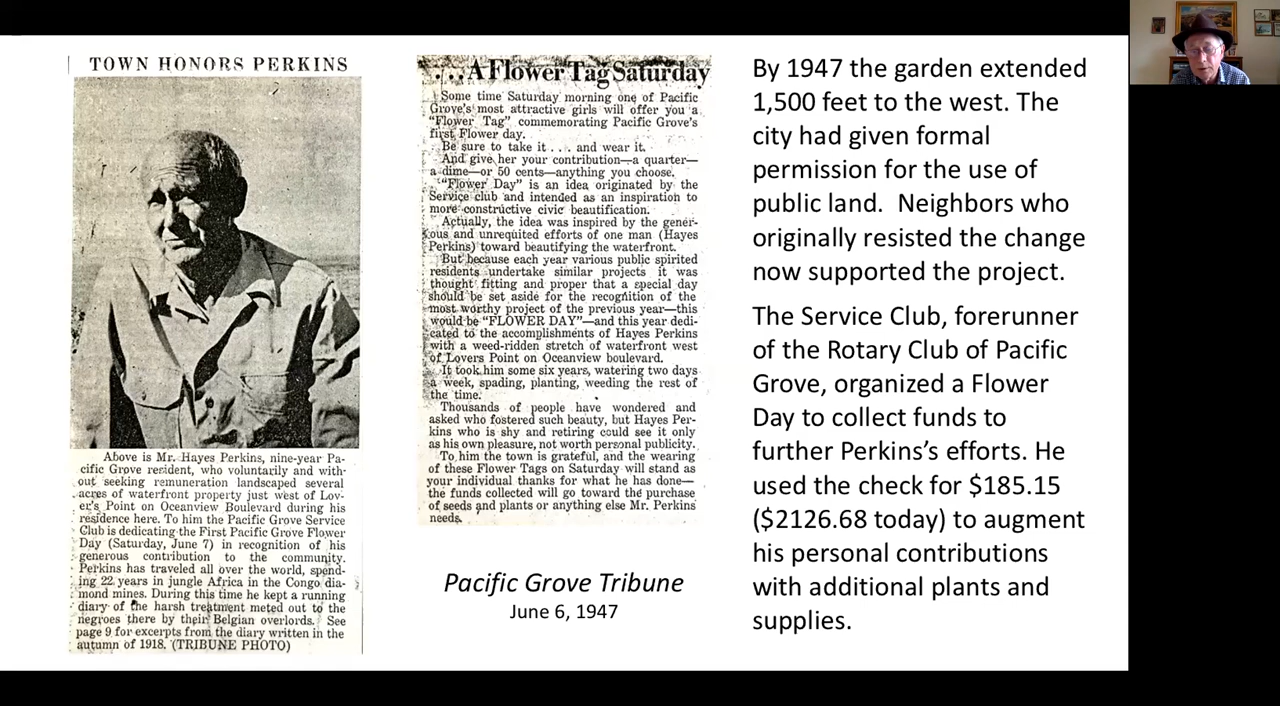 TOWN HONORS PERKINS
Above is Mr. Hayes Perkins, nine-year Pa-
cific Grove resident, who voluntarily and with-
out seeking remuneration landscaped several
acres of waterfront property just west of Lov-
er's Point on Oceanview Boulevard during his
residence here. To him the Pacific Grove Service
Club is dedicating the First Pacific Grove Flower
Day (Saturday, June 7) in recognition of his
generous contribution to the community.
Perkins has traveled all over the world, spend-
ing 22 years in jungle Africa in the Congo dia-
mond mines. During this time he kept a running
diary of the harsh treatment meted out to the
negroes there by their Belgian overlords. See
page 9 for excerpts from the diary written in the
autumn of 1918. (TRIBUNE PHOTO)
...A Flower Tag Saturday
Some time Saturday morning one of Pacific
Grove's most attractive girls will offer you a
"Flower Tag" commemorating Pacific Grove's
first Flower day.
Be sure to take it . . . and wear it.
And give her your contribution—a quarter—
a dime—or 50 cents—anything you choose.
"Flower Day" is an idea originated by the
Service club and intended as an inspiration to
more constructive civic beautification.
Actually, the idea was inspired by the gener-
ous and unrequited efforts of one man (Hayes
Perkins) toward beautifying the waterfront.
But because each year various public spirited
residents undertake similar projects it was
thought fitting and proper that a special day
should be set aside for the recognition of the
most worthy project of the previous year—this
would be "FLOWER DAY"—and this year dedi-
cated to the accomplishments of Hayes Perkins
with a weed-ridden stretch of waterfront west
of Lovers Point on Oceanview boulevard.
It took him some six years, watering two days
a week, spading, planting, weeding the rest of
the time.
Thousands of people have wondered and
asked who fostered such beauty, but Hayes Per-
kins who is shy and retiring could see it only
as his own pleasure, not worth personal publicity.
To him the town is grateful, and the wearing
of these Flower Tags on Saturday will stand as
your individual thanks for what he has done—
the funds collected will go toward the purchase
of seeds and plants or anything else Mr. Perkins
needs.
Pacific Grove Tribune
June 6, 1947
By 1947 the garden extended
1,500 feet to the west. The
city had given formal
permission for the use of
public land. Neighbors who
originally resisted the change
now supported the project.
The Service Club, forerunner
of the Rotary Club of Pacific
Grove, organized a Flower
Day to collect funds to
further Perkins’s efforts. He
used the check for $185.15
($2126.68 today) to augment
his personal contributions
with additional plants and
supplies.